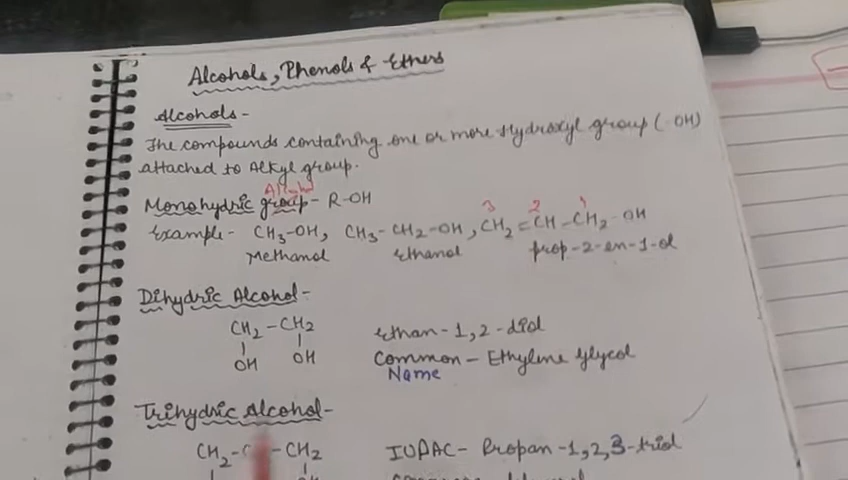 Alcohols, Phenols & Ethers
Alcohols-
The compounds containing one or more Hydroxyl group (-OH)
attached to Alkyl group.
Alcohol
Monohydric group- R-OH
3 2 1
Example- CH3-OH, CH3-CH2-OH, CH2=CH-CH2-OH
Methanol Ethanol prop-2-en-1-ol
Dihydric Alcohol-
CH2-CH2
OH OH
Ethan-1,2-diol
Common - Ethylene Glycol
Name
Trihydric Alcohol-
CH2- -CH2 IUPAC- Propan-1,2,3-triol